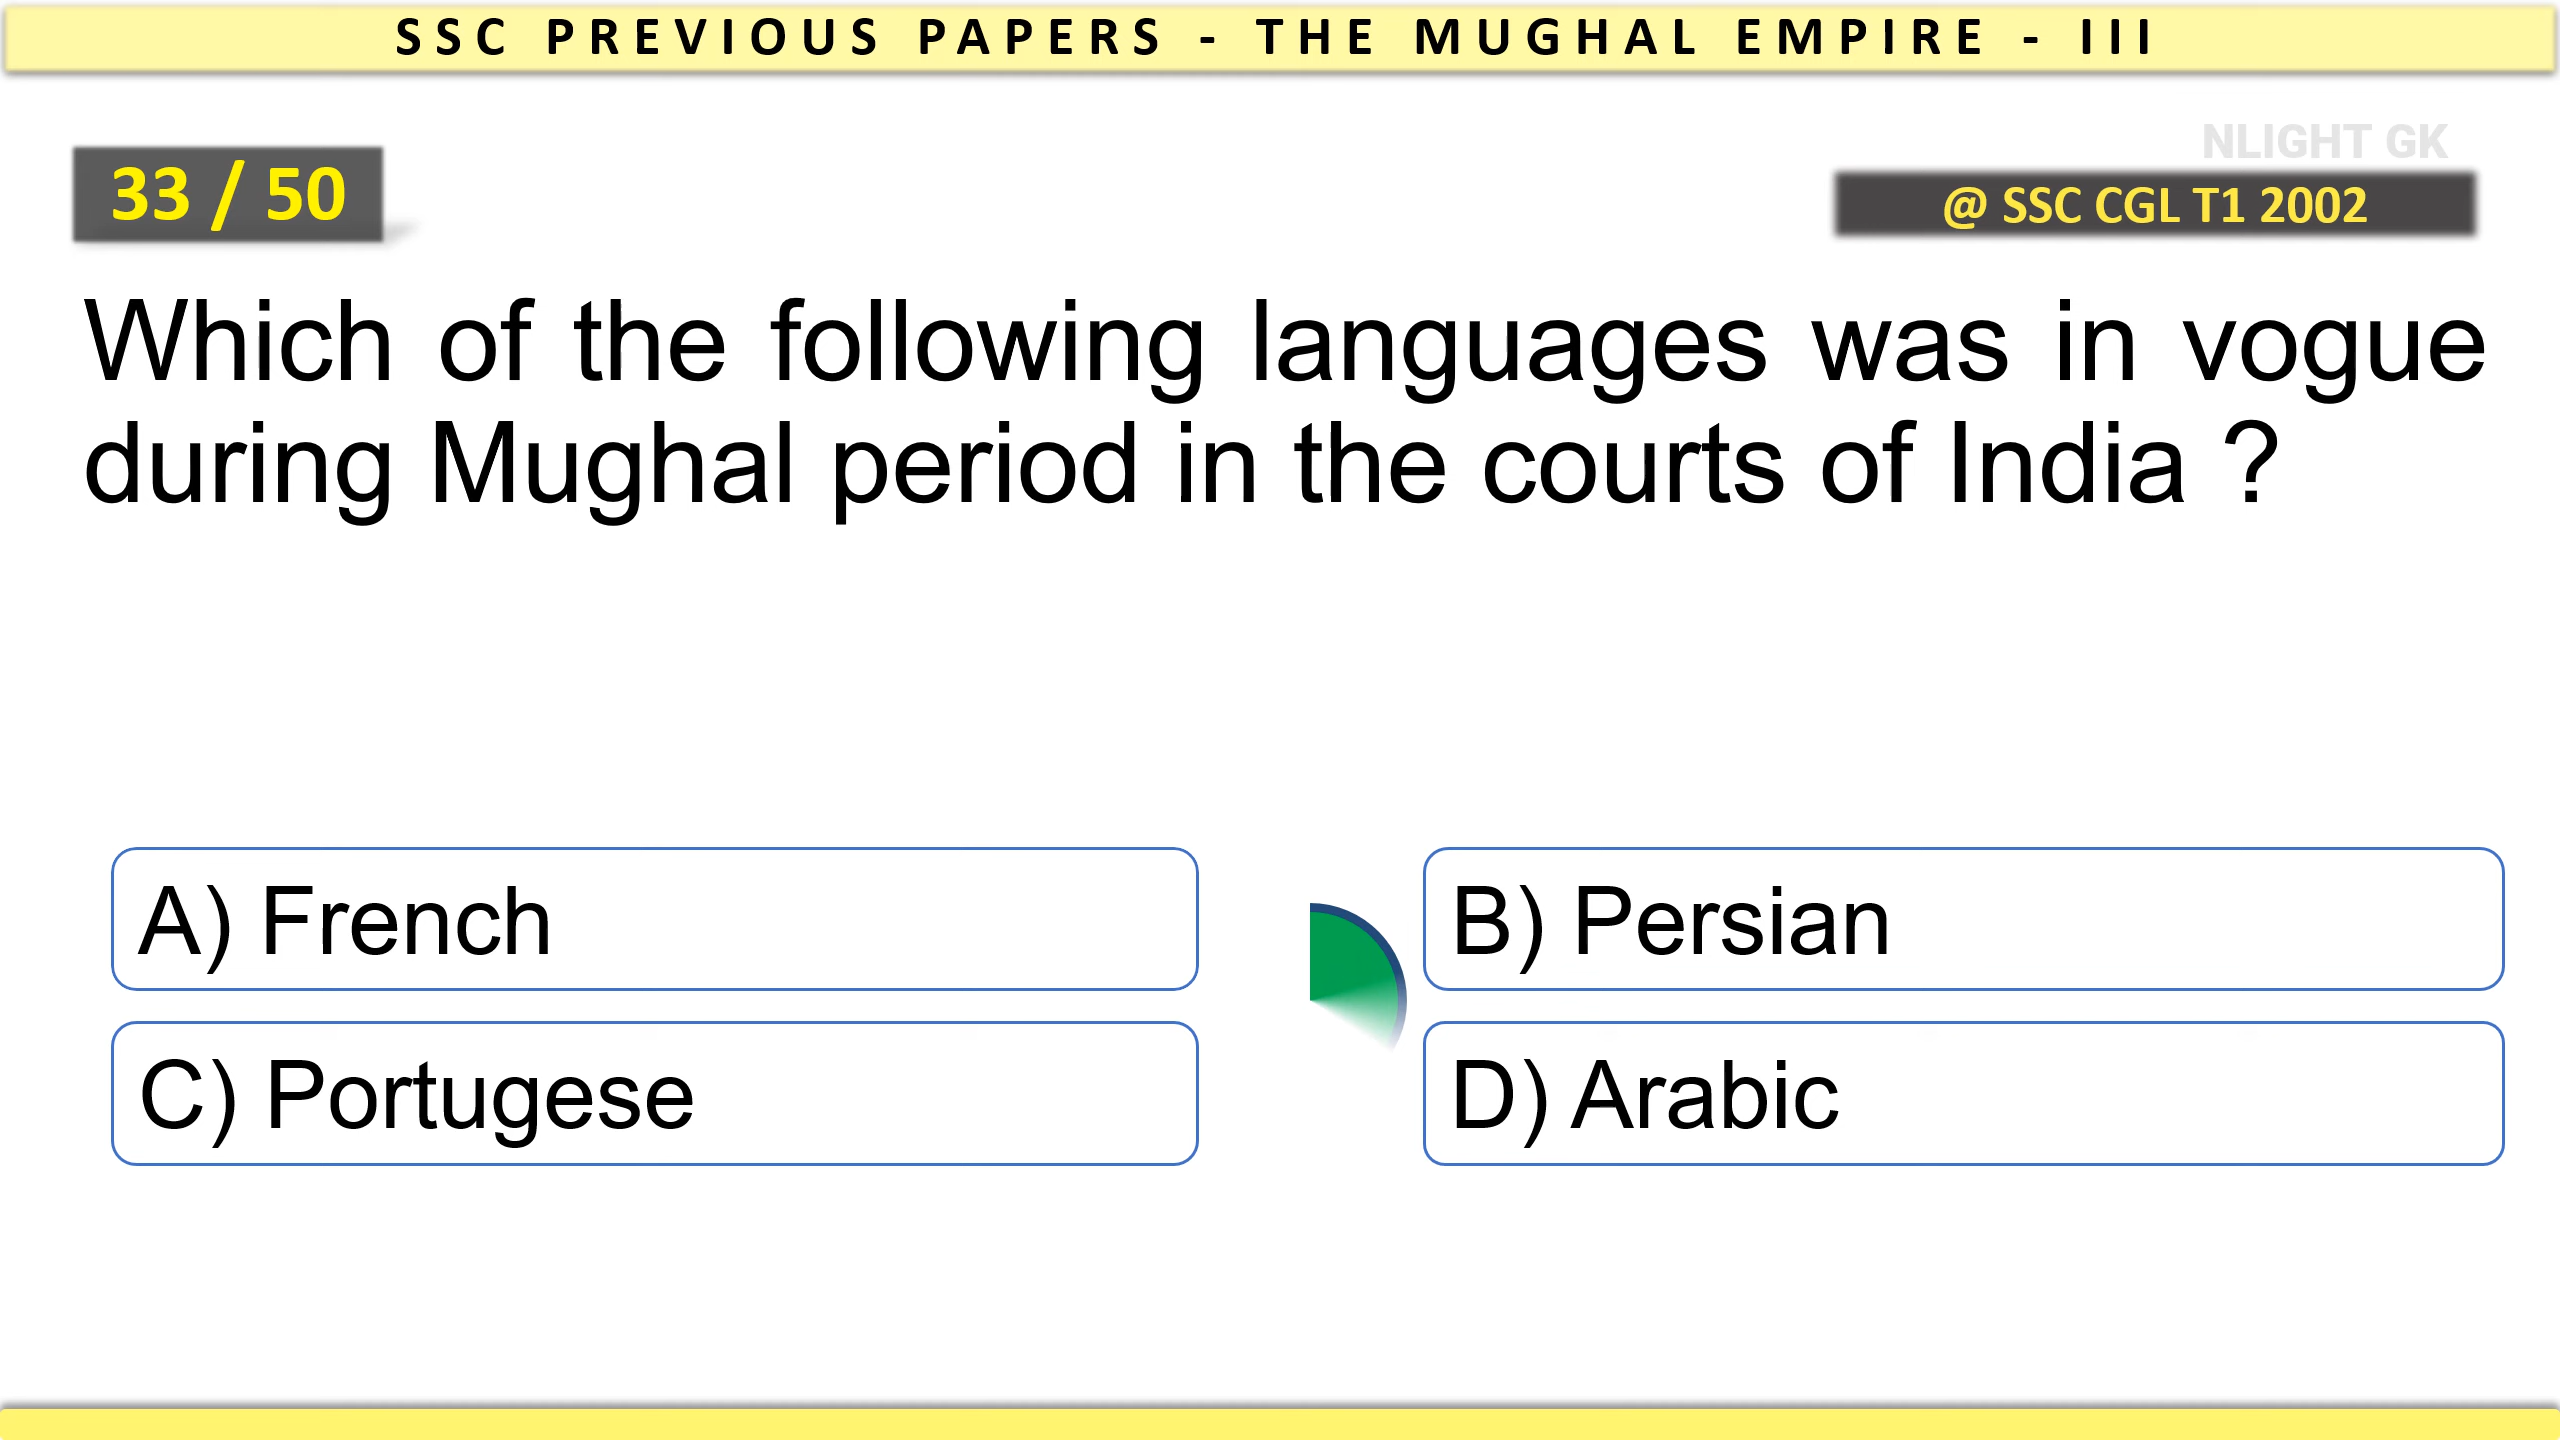 SSC PREVIOUS PAPERS - THE MUGHAL EMPIRE - III
NLIGHT GK
33 / 50
@ SSC CGL T1 2002
Which of the following languages was in vogue
during Mughal period in the courts of India ?
A) French
B) Persian
C) Portugese
D) Arabic